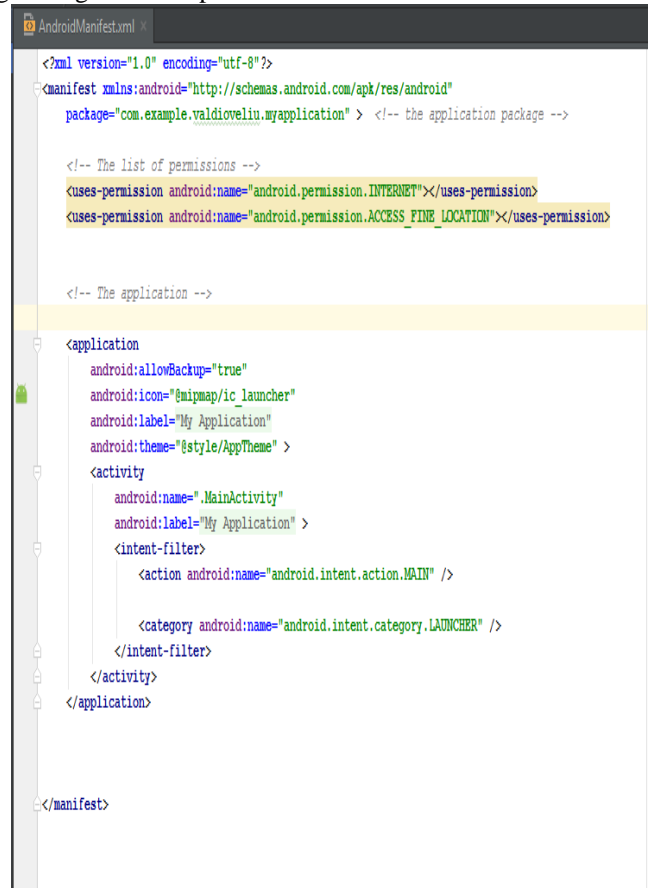 AndroidManifest.xml ×
<?xml version="1.0" encoding="utf-8"?>
<manifest xmlns:android="http://schemas.android.com/apk/res/android"
package="com.example.valdioveliu.myapplication" > <!-- the application package -->
<!-- The list of permissions -->
<uses-permission android:name="android.permission.INTERNET"></uses-permission>
<uses-permission android:name="android.permission.ACCESS_FINE_LOCATION"></uses-permission>
<!-- The application -->
<application
android:allowBackup="true"
android:icon="@mipmap/ic_launcher"
android:label="My Application"
android:theme="@style/AppTheme" >
<activity
android:name=".MainActivity"
android:label="My Application" >
<intent-filter>
<action android:name="android.intent.action.MAIN" />
<category android:name="android.intent.category.LAUNCHER" />
</intent-filter>
</activity>
</application>
</manifest>